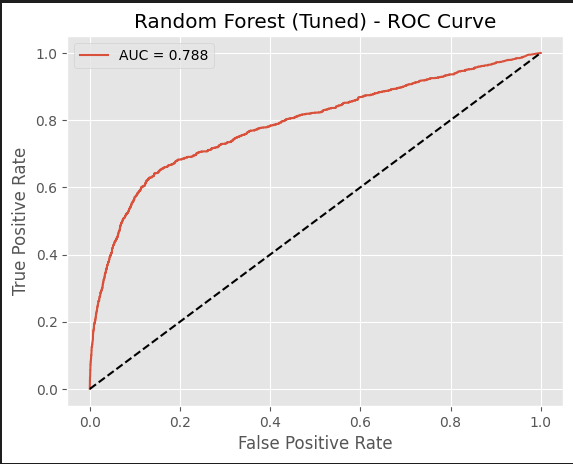 Random Forest (Tuned) - ROC Curve
AUC = 0.788
True Positive Rate
1.0
0.8
0.6
0.4
0.2
0.0
0.0 0.2 0.4 0.6 0.8 1.0
False Positive Rate